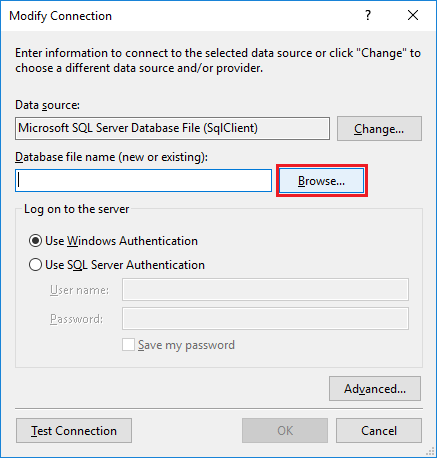 Modify Connection
Enter information to connect to the selected data source or click "Change" to
choose a different data source and/or provider.
Data source:
Microsoft SQL Server Database File (SqlClient)
Change...
Database file name (new or existing):
Browse...
Log on to the server
Use Windows Authentication
Use SQL Server Authentication
User name:
Password:
Save my password
Advanced...
Test Connection
OK
Cancel